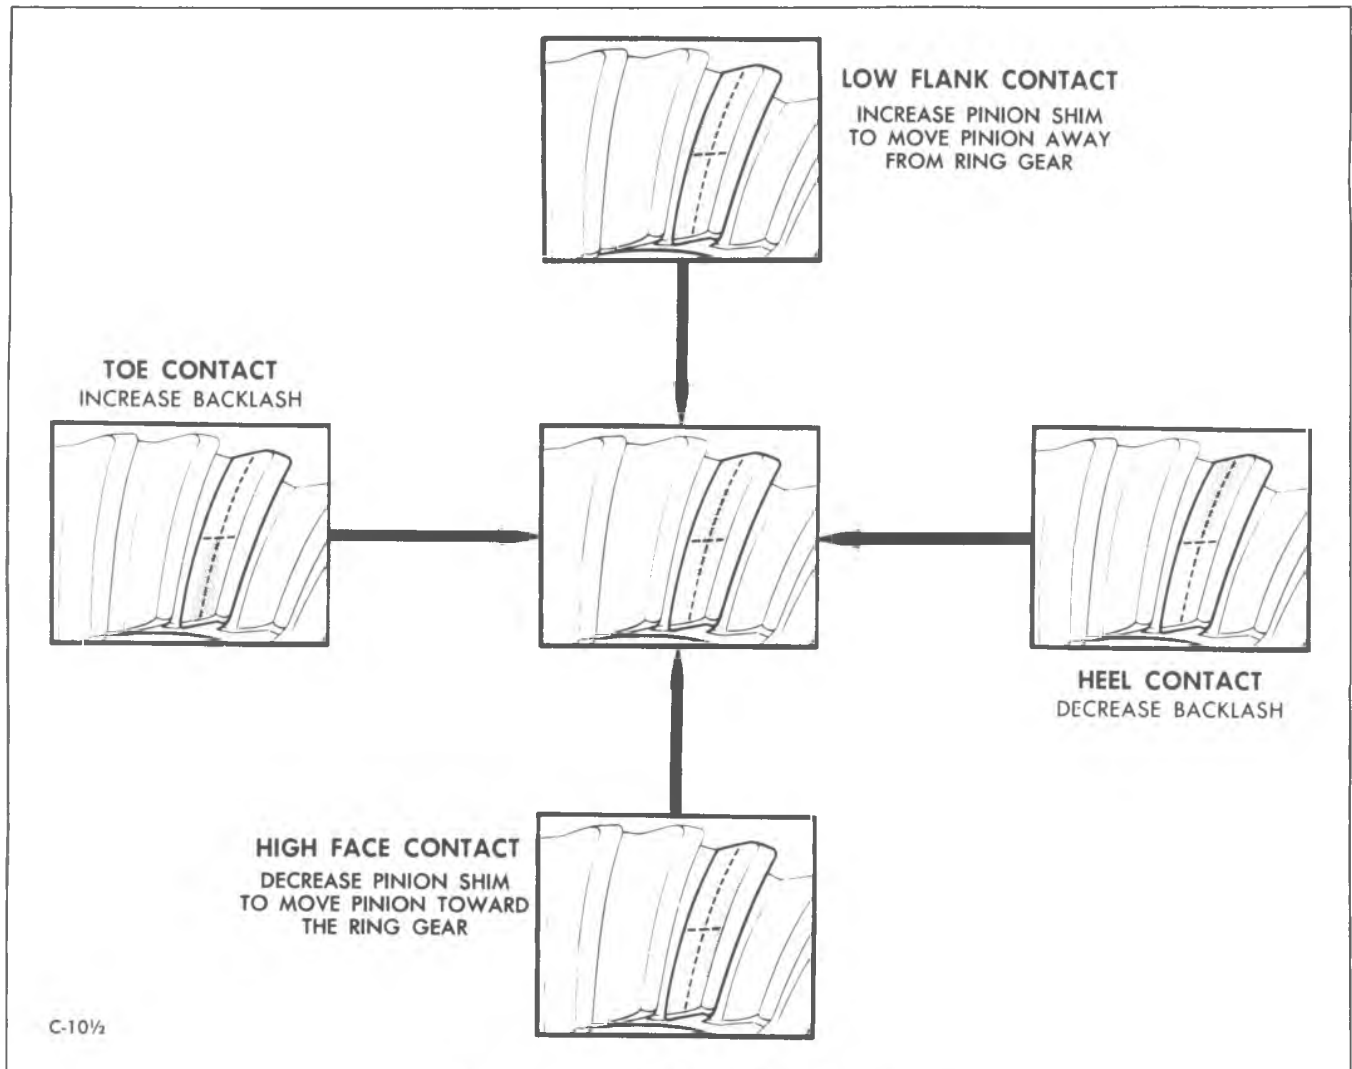 LOW FLANK CONTACT
INCREASE PINION SHIM
TO MOVE PINION AWAY
FROM RING GEAR
TOE CONTACT
INCREASE BACKLASH
HEEL CONTACT
DECREASE BACKLASH
HIGH FACE CONTACT
DECREASE PINION SHIM
TO MOVE PINION TOWARD
THE RING GEAR
C-10½